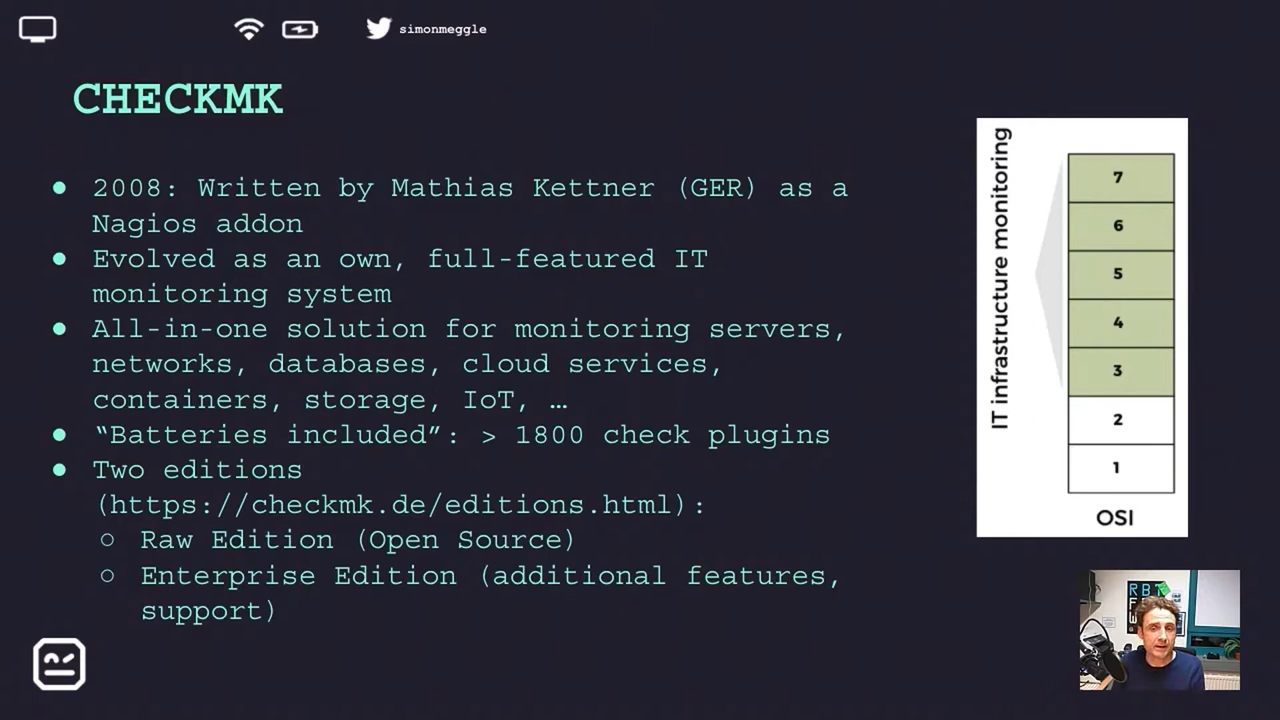 simonmeggle
CHECKMK
● 2008: Written by Mathias Kettner (GER) as a
Nagios addon
● Evolved as an own, full-featured IT
monitoring system
● All-in-one solution for monitoring servers,
networks, databases, cloud services,
containers, storage, IoT, …
● “Batteries included”: > 1800 check plugins
● Two editions
(https://checkmk.de/editions.html):
○ Raw Edition (Open Source)
○ Enterprise Edition (additional features,
support)
IT infrastructure monitoring
7
6
5
4
3
2
1
OSI